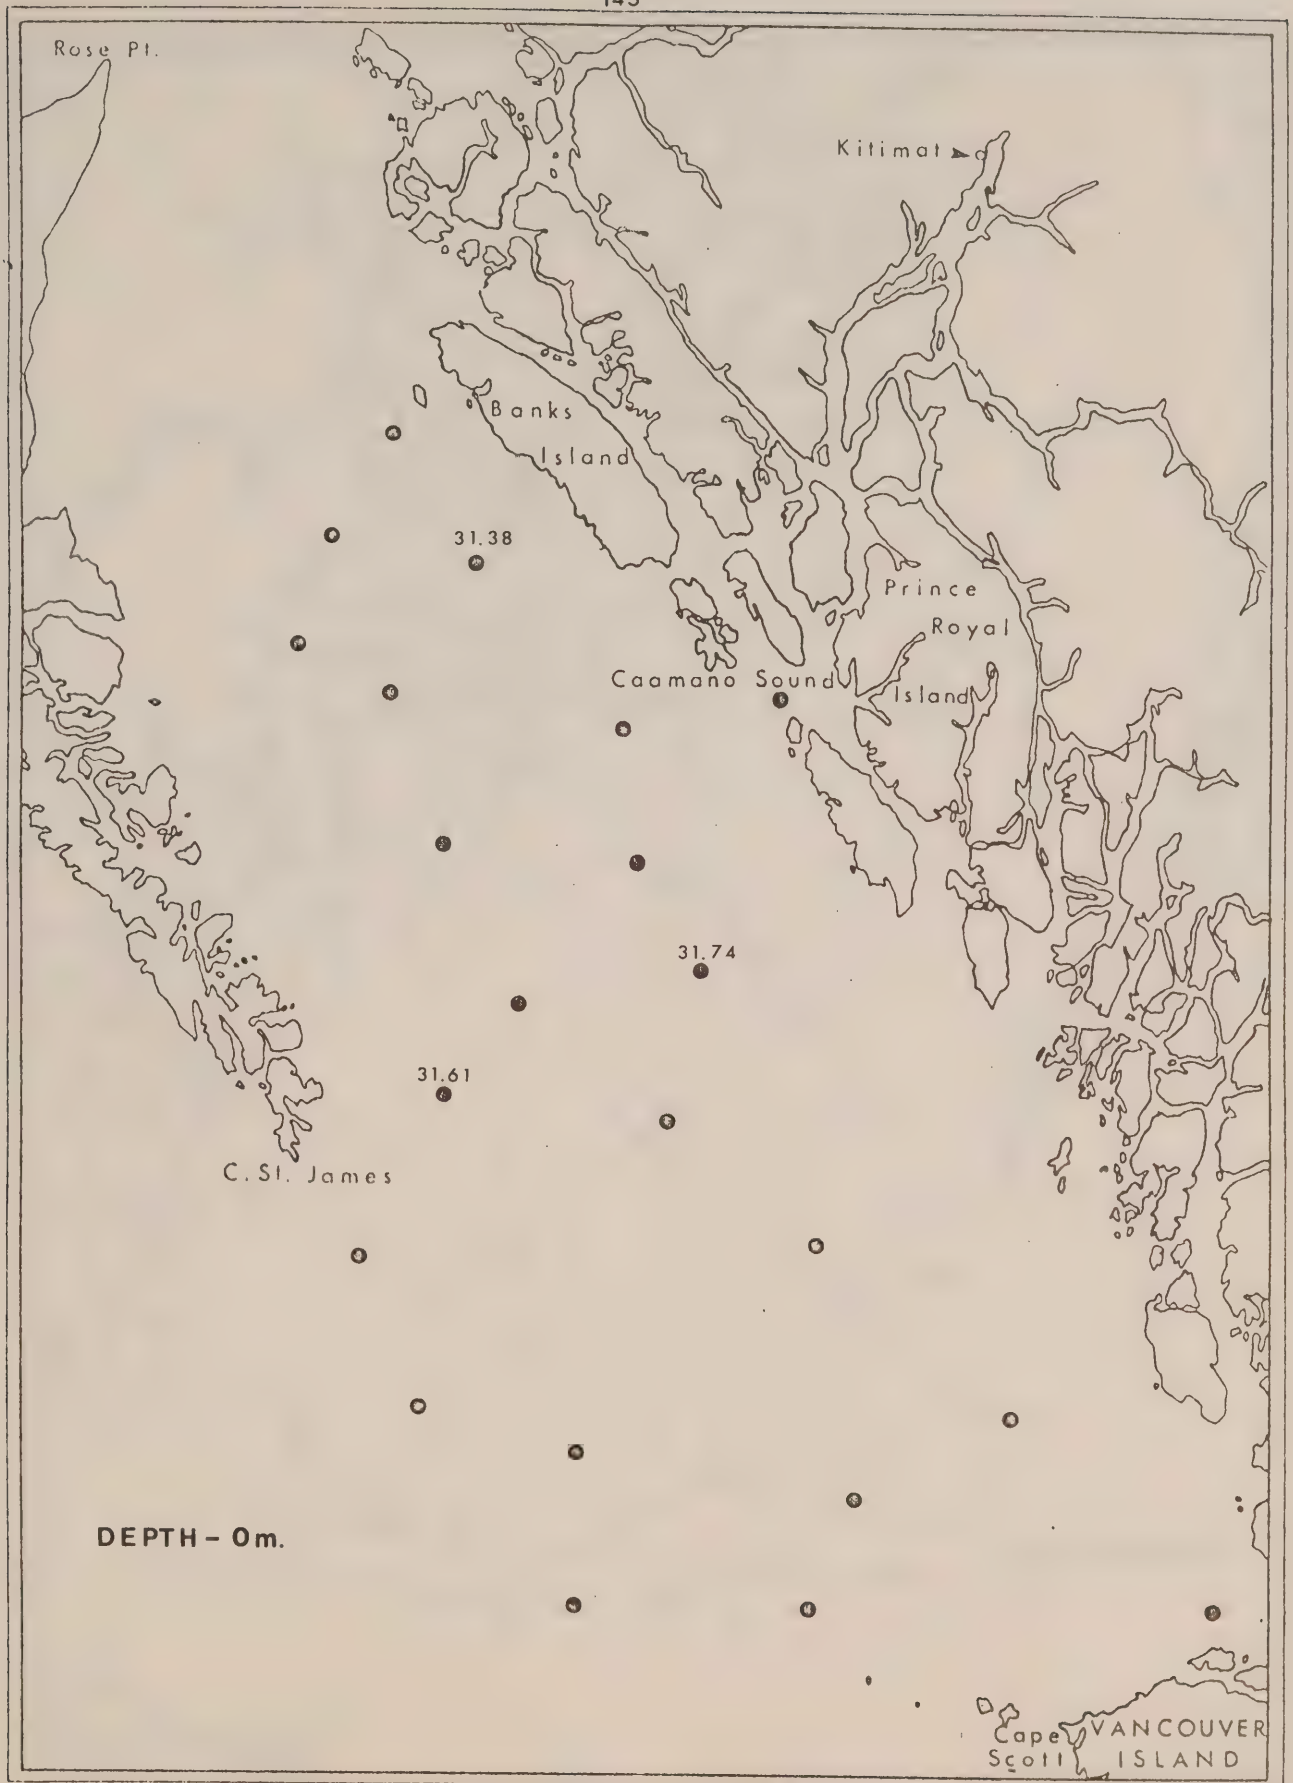 Rose Pt.
Kitimat
Banks
Island
31.38
Prince
Royal
Island
Caamano Sound
31.74
31.61
C. St. James
DEPTH - 0m.
Cape
Scott
VANCOUVER
ISLAND